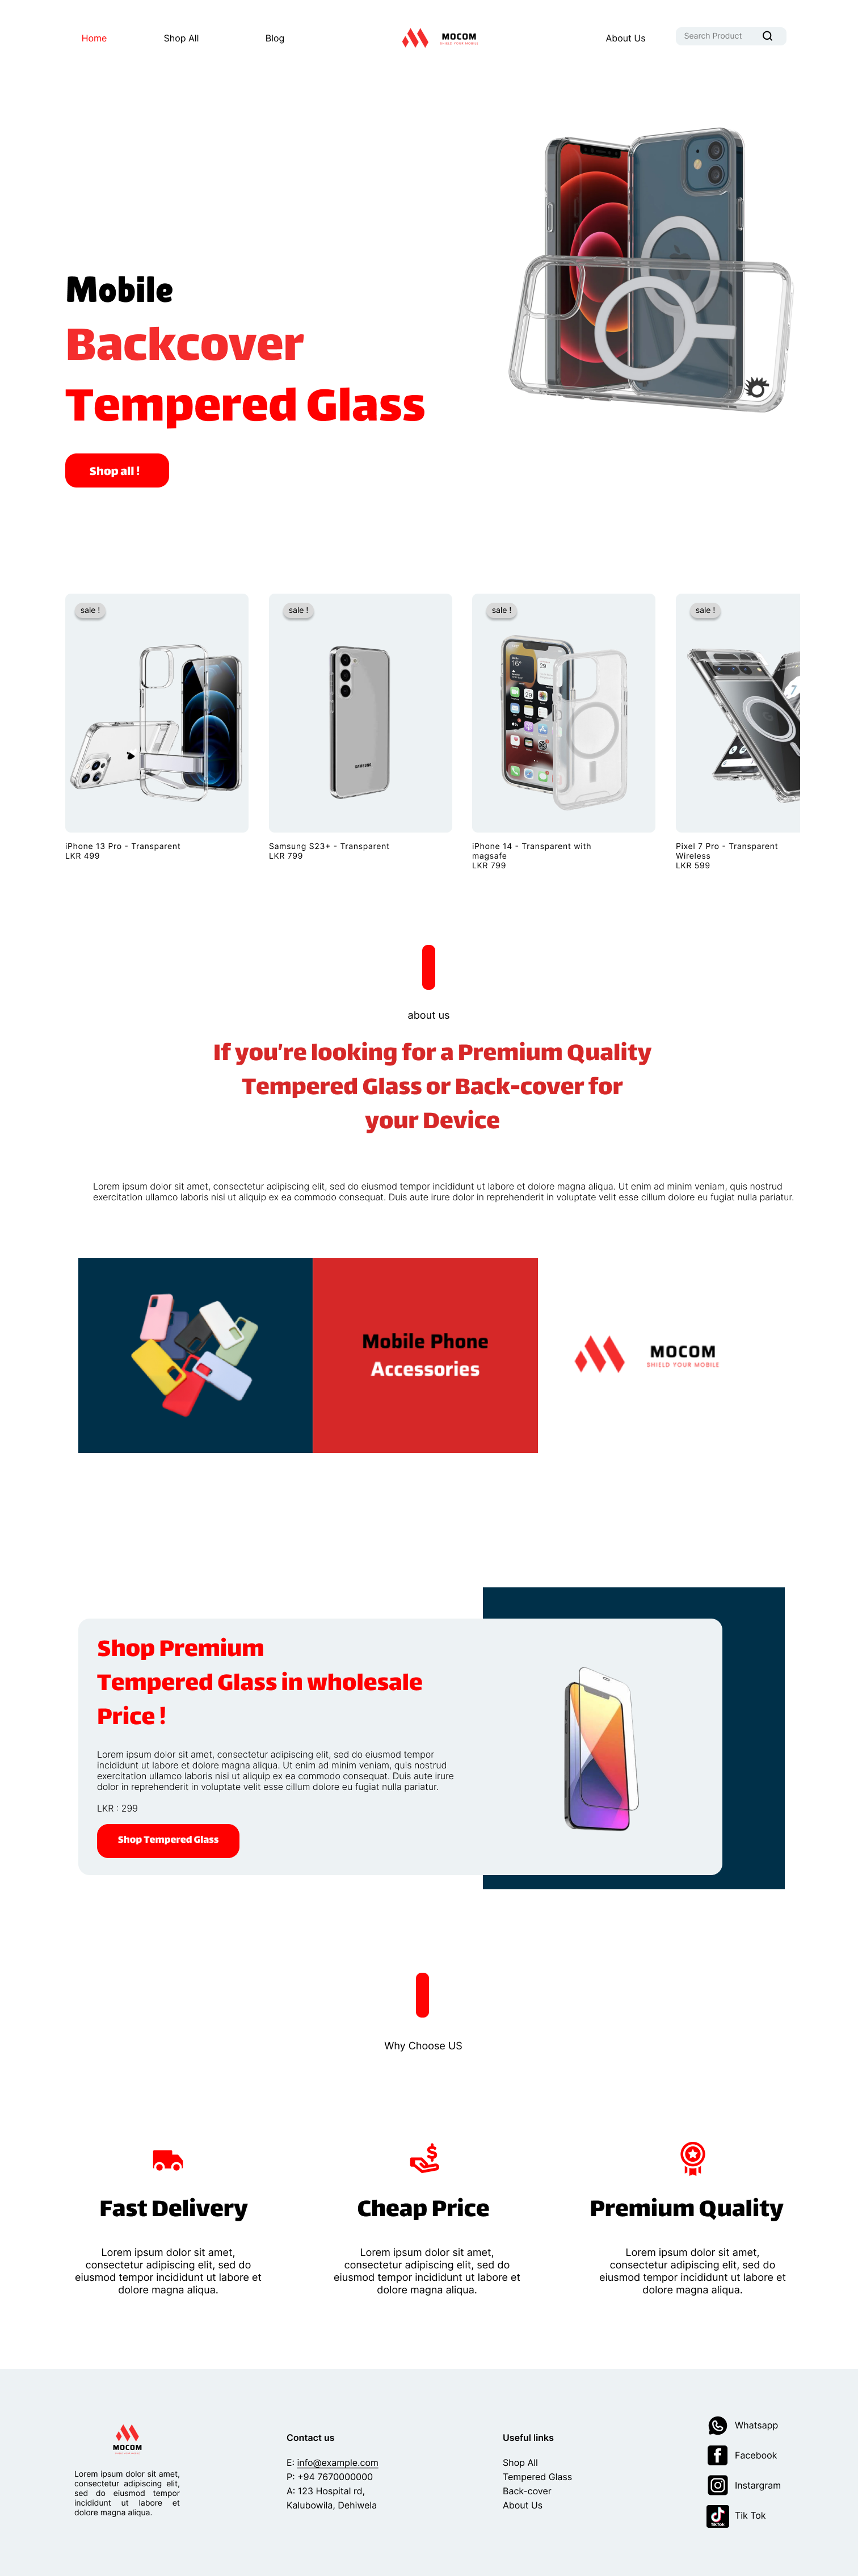 Home
Shop All
Blog
MOCOM
SHIELD YOUR MOBILE
About Us
Search Product
Mobile
Backcover
Tempered Glass
Shop all !
sale !
sale !
sale !
sale !
SAMSUNG
iPhone 13 Pro - Transparent
LKR 499
Samsung S23+ - Transparent
LKR 799
iPhone 14 - Transparent with
magsafe
LKR 799
Pixel 7 Pro - Transparent
Wireless
LKR 599
about us
If you're looking for a Premium Quality
Tempered Glass or Back-cover for
your Device
Lorem ipsum dolor sit amet, consectetur adipiscing elit, sed do eiusmod tempor incididunt ut labore et dolore magna aliqua. Ut enim ad minim veniam, quis nostrud
exercitation ullamco laboris nisi ut aliquip ex ea commodo consequat. Duis aute irure dolor in reprehenderit in voluptate velit esse cillum dolore eu fugiat nulla pariatur.
Mobile Phone
Accessories
MOCOM
SHIELD YOUR MOBILE
Shop Premium
Tempered Glass in wholesale
Price !
Lorem ipsum dolor sit amet, consectetur adipiscing elit, sed do eiusmod tempor
incididunt ut labore et dolore magna aliqua. Ut enim ad minim veniam, quis nostrud
exercitation ullamco laboris nisi ut aliquip ex ea commodo consequat. Duis aute irure
dolor in reprehenderit in voluptate velit esse cillum dolore eu fugiat nulla pariatur.
LKR : 299
Shop Tempered Glass
Why Choose US
Fast Delivery
Lorem ipsum dolor sit amet,
consectetur adipiscing elit, sed do
eiusmod tempor incididunt ut labore et
dolore magna aliqua.
Cheap Price
Lorem ipsum dolor sit amet,
consectetur adipiscing elit, sed do
eiusmod tempor incididunt ut labore et
dolore magna aliqua.
Premium Quality
Lorem ipsum dolor sit amet,
consectetur adipiscing elit, sed do
eiusmod tempor incididunt ut labore et
dolore magna aliqua.
MOCOM
Lorem ipsum dolor sit amet,
consectetur adipiscing elit,
sed do eiusmod tempor
incididunt ut labore et
dolore magna aliqua.
Contact us
E: info@example.com
P: +94 7670000000
A: 123 Hospital rd,
Kalubowila, Dehiwela
Useful links
Shop All
Tempered Glass
Back-cover
About Us
Whatsapp
Facebook
Instargram
TikTok
Tik Tok